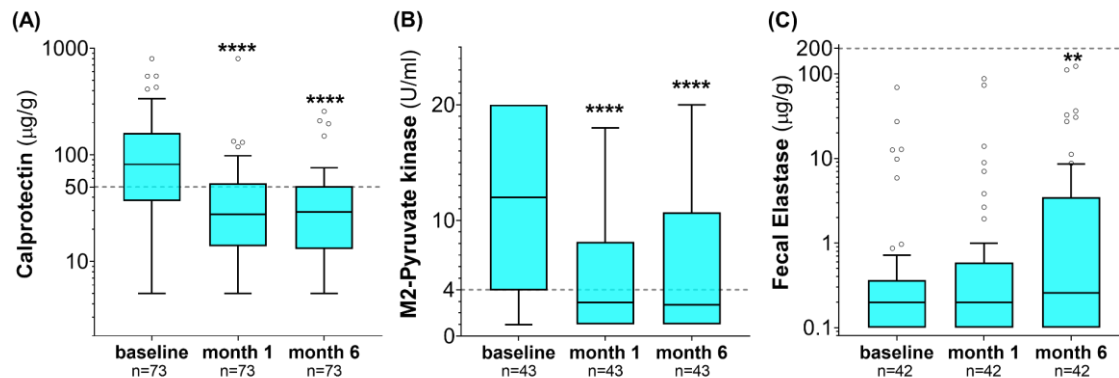 (A)
Calprotectin (μg/g)
1000
100
50
10
****
****
baseline
month 1
month 6
n=73
n=73
n=73
(B)
M2-Pyruvate kinase (U/ml)
20
10
4
0
****
****
baseline
month 1
month 6
n=43
n=43
n=43
(C)
Fecal Elastase (μg/g)
200
100
10
1
0.1
**
baseline
month 1
month 6
n=42
n=42
n=42